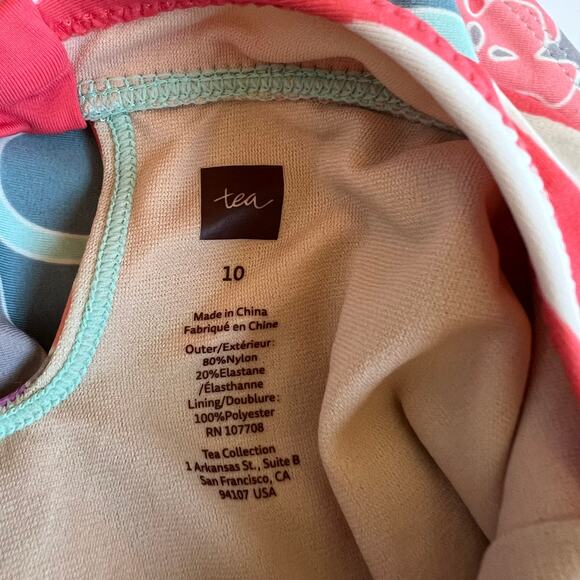 tea
10
Made in China
Fabriqué en Chine
Outer/Extérieur:
80%Nylon
20%Elastane
/Élasthanne
Lining/Doublure:
100%Polyester
RN 107708
Tea Collection
1 Arkansas St., Suite B
San Francisco, CA
94107 USA